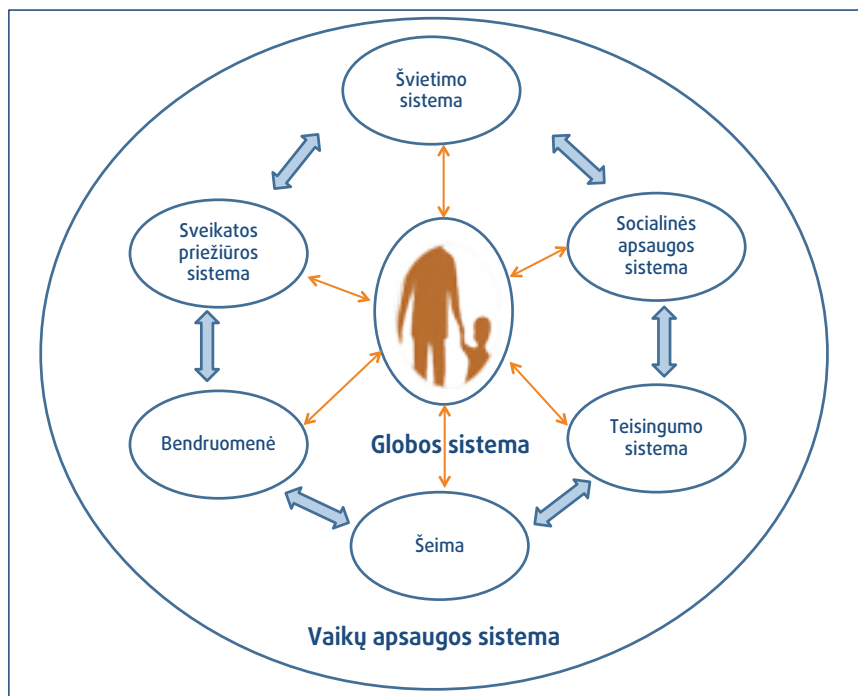 Švietimo
sistema
Sveikatos
priežiūros
sistema
Socialinės
apsaugos
sistema
Bendruomenė
Globos sistema
Teisingumo
sistema
Šeima
Vaikų apsaugos sistema